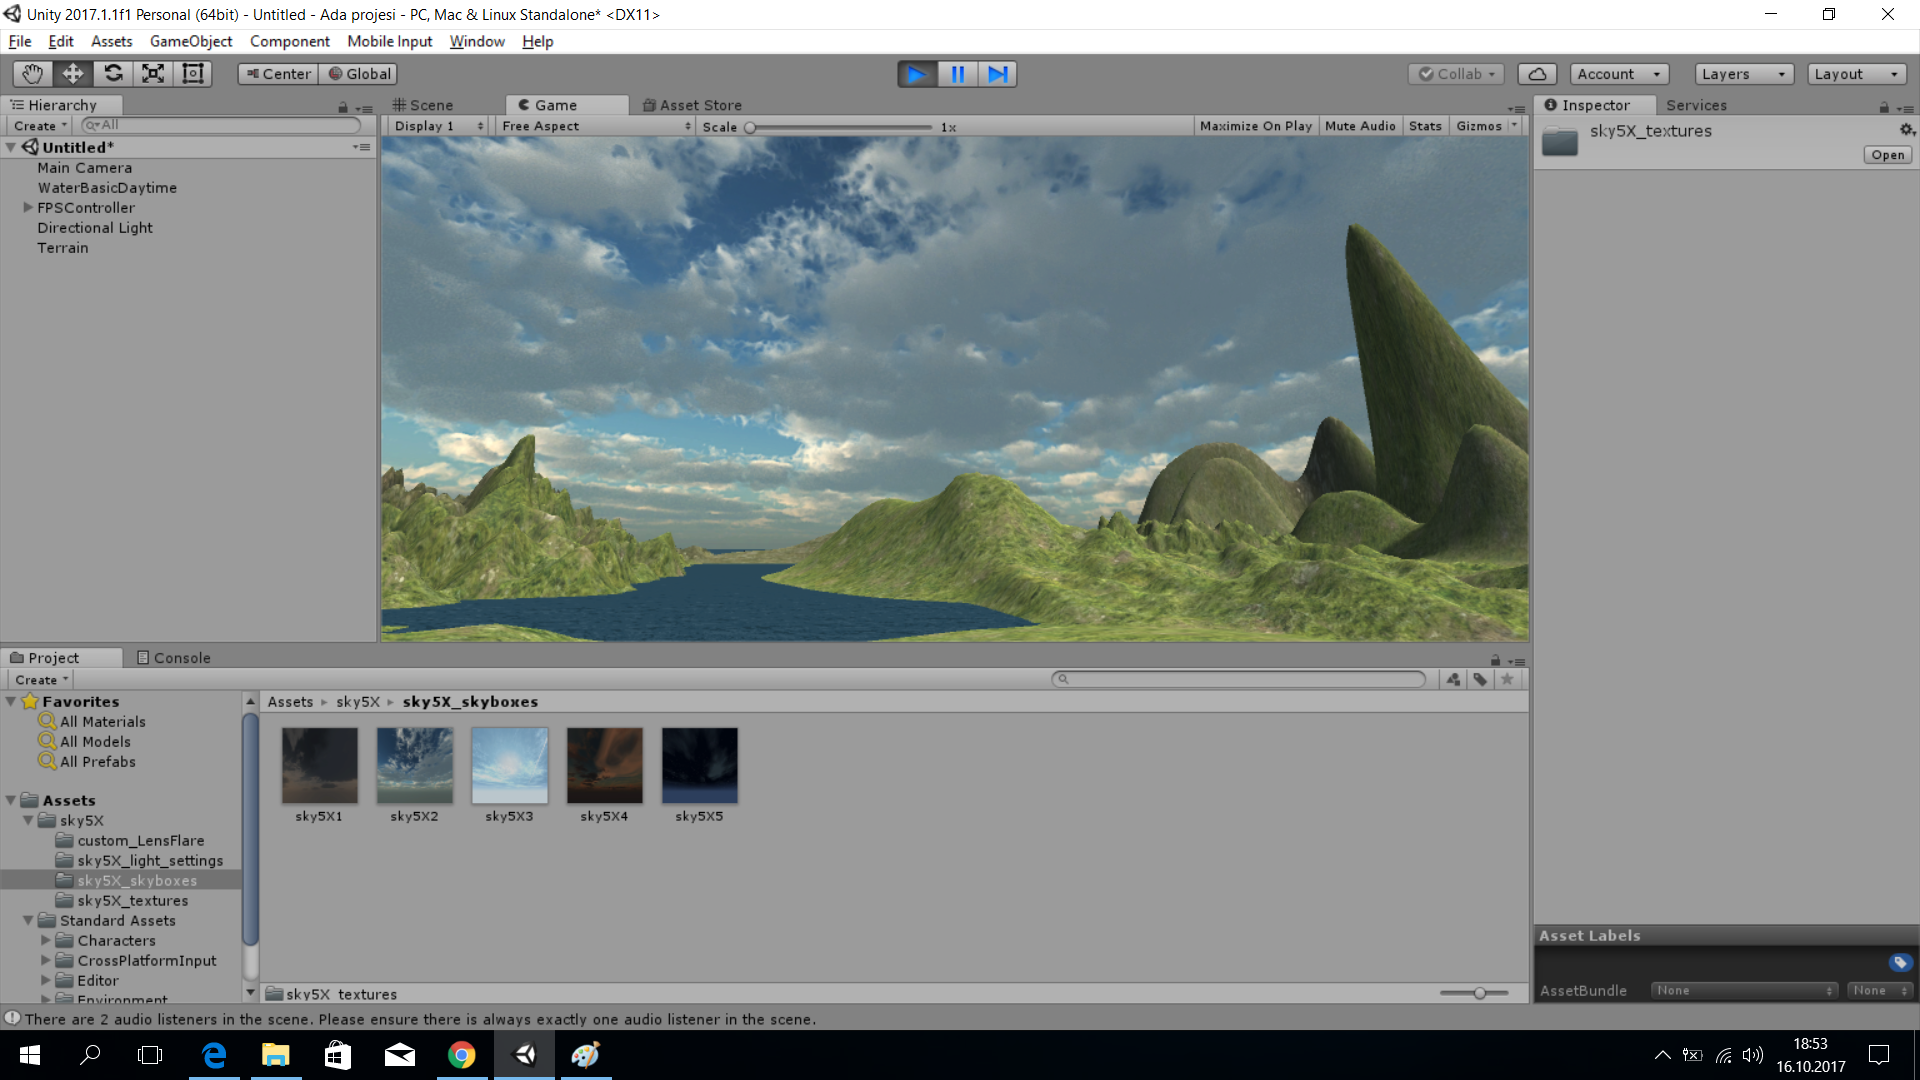 Unity 2017.1.1f1 Personal (64bit) - Untitled - Ada projesi - PC, Mac & Linux Standalone* <DX11>
File Edit Assets GameObject Component Mobile Input Window Help
Center Global Collab Account Layers Layout
Hierarchy
Create All
Untitled*
Main Camera
WaterBasicDaytime
FPSController
Directional Light
Terrain
Scene Game Asset Store
Display 1 Free Aspect Scale 1x Maximize On Play Mute Audio Stats Gizmos
Inspector Services
sky5X_textures
Open
Project Console
Create
Favorites
All Materials
All Models
All Prefabs
Assets
sky5X
custom_LensFlare
sky5X_light_settings
sky5X_skyboxes
sky5X_textures
Standard Assets
Characters
CrossPlatformInput
Editor
Environment
Assets sky5X sky5X_skyboxes
sky5X1 sky5X2 sky5X3 sky5X4 sky5X5
sky5X_textures
Asset Labels
AssetBundle None None
There are 2 audio listeners in the scene. Please ensure there is always exactly one audio listener in the scene.
18:53
16.10.2017